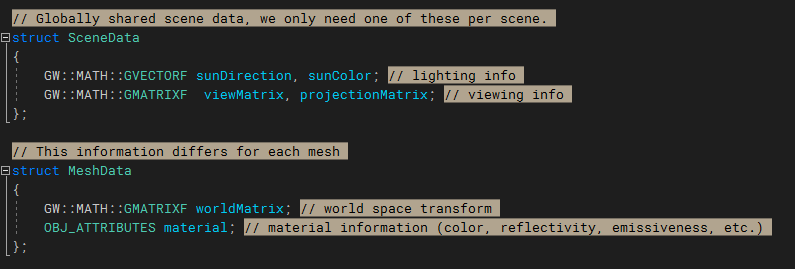 // Globally shared scene data, we only need one of these per scene.
struct SceneData
{
    GW::MATH::GVECTORF sunDirection, sunColor; // lighting info
    GW::MATH::GMATRIXF  viewMatrix, projectionMatrix; // viewing info
};

// This information differs for each mesh
struct MeshData
{
    GW::MATH::GMATRIXF worldMatrix; // world space transform
    OBJ_ATTRIBUTES material; // material information (color, reflectivity, emissiveness, etc.)
};